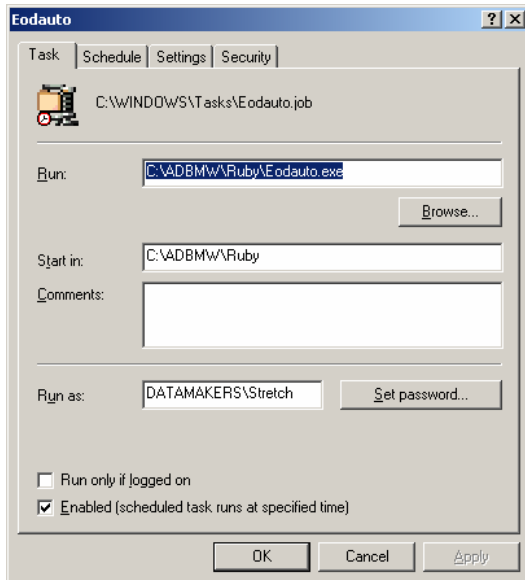 Eodauto
Task Schedule Settings Security
C:\WINDOWS\Tasks\Eodauto.job
Run: C:\ADBMW\Ruby\Eodauto.exe
Browse...
Start in: C:\ADBMW\Ruby
Comments:
Run as: DATAMAKERS\Stretch Set password...
Run only if logged on
Enabled (scheduled task runs at specified time)
OK Cancel Apply